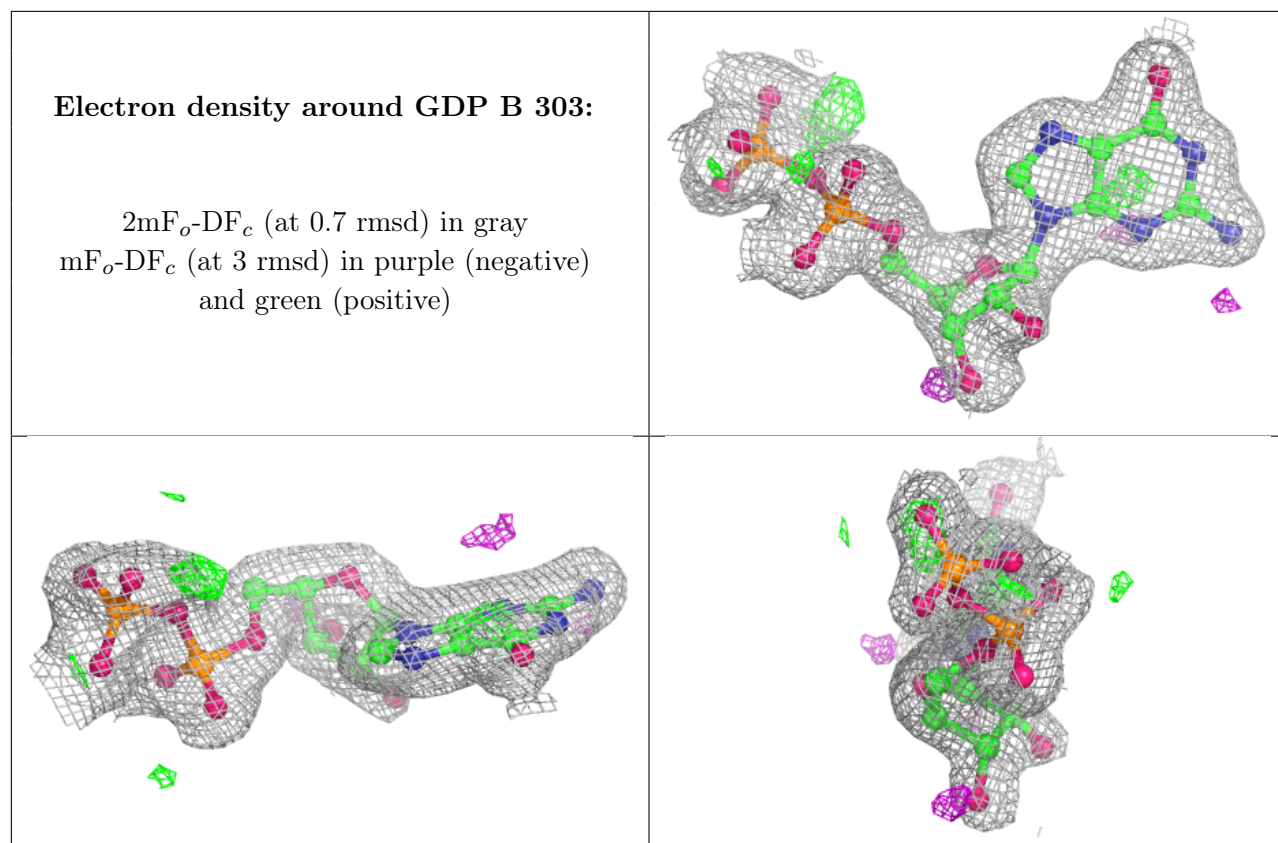 Electron density around GDP B 303:
2mFo-DFc (at 0.7 rmsd) in gray
mFo-DFc (at 3 rmsd) in purple (negative)
and green (positive)